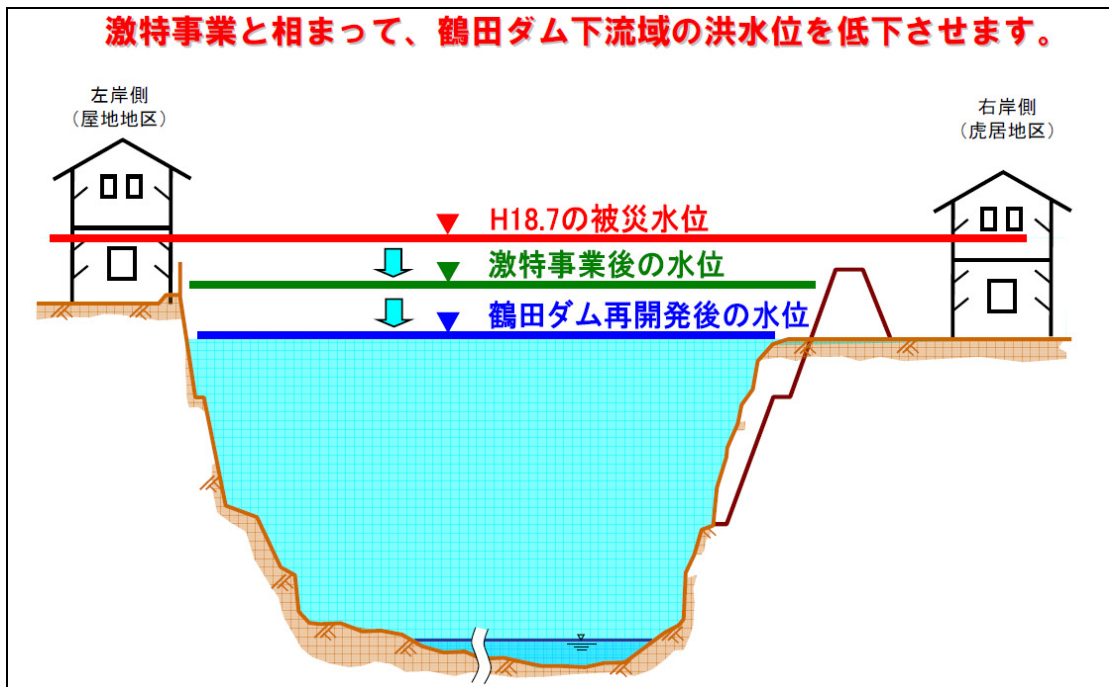 激特事業と相まって、鶴田ダム下流域の洪水位を低下させます。
左岸側
（屋地地区）
右岸側
（虎居地区）
H18.7の被災水位
激特事業後の水位
鶴田ダム再開発後の水位